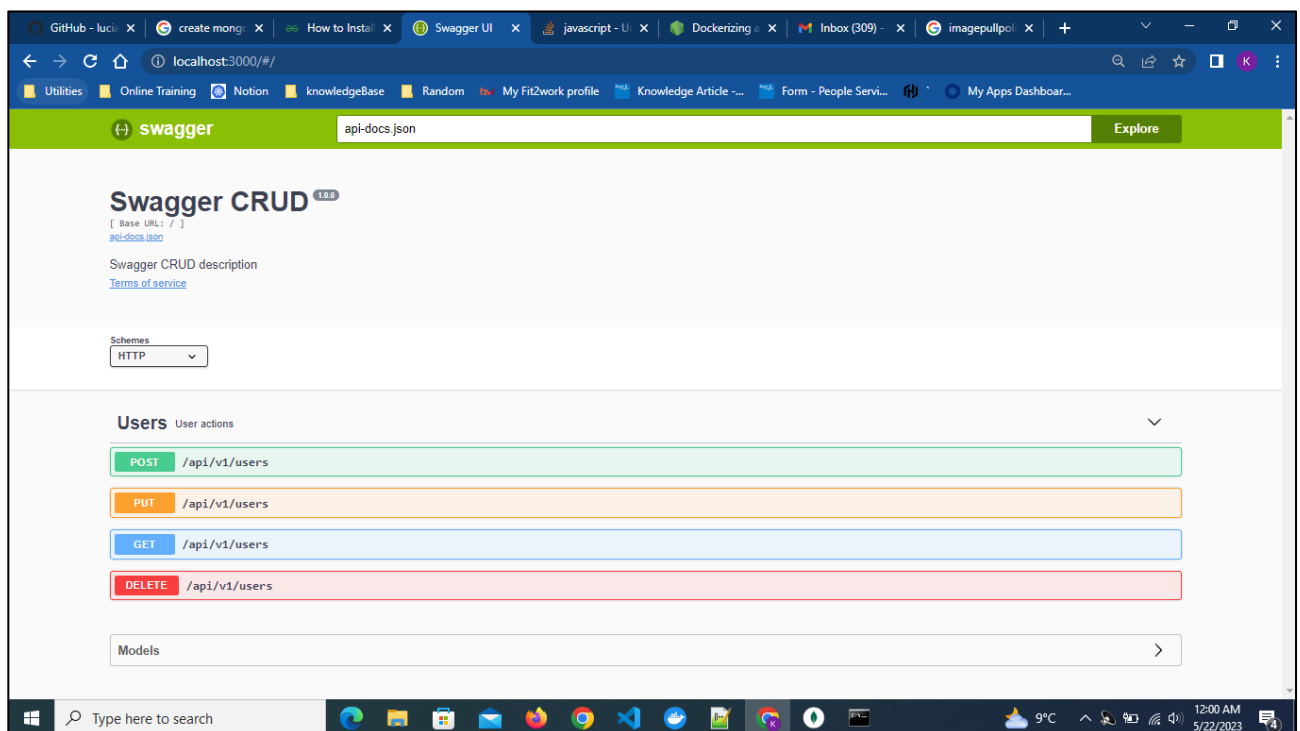 GitHub - lucia
create mongo
How to Install
Swagger UI
javascript - U
Dockerizing a
Inbox (309) -
imagepullpoli
localhost:3000/#/
K
Utilities
Online Training
Notion
knowledgeBase
Random
My Fit2work profile
Knowledge Article -...
Form - People Servi...
My Apps Dashboar...
swagger
api-docs.json
Explore
Swagger CRUD 1.0.0
[ Base URL: / ]
api-docs.json
Swagger CRUD description
Terms of service
Schemes
HTTP
Users User actions
POST /api/v1/users
PUT /api/v1/users
GET /api/v1/users
DELETE /api/v1/users
Models
Type here to search
9°C
12:00 AM
5/22/2023
4